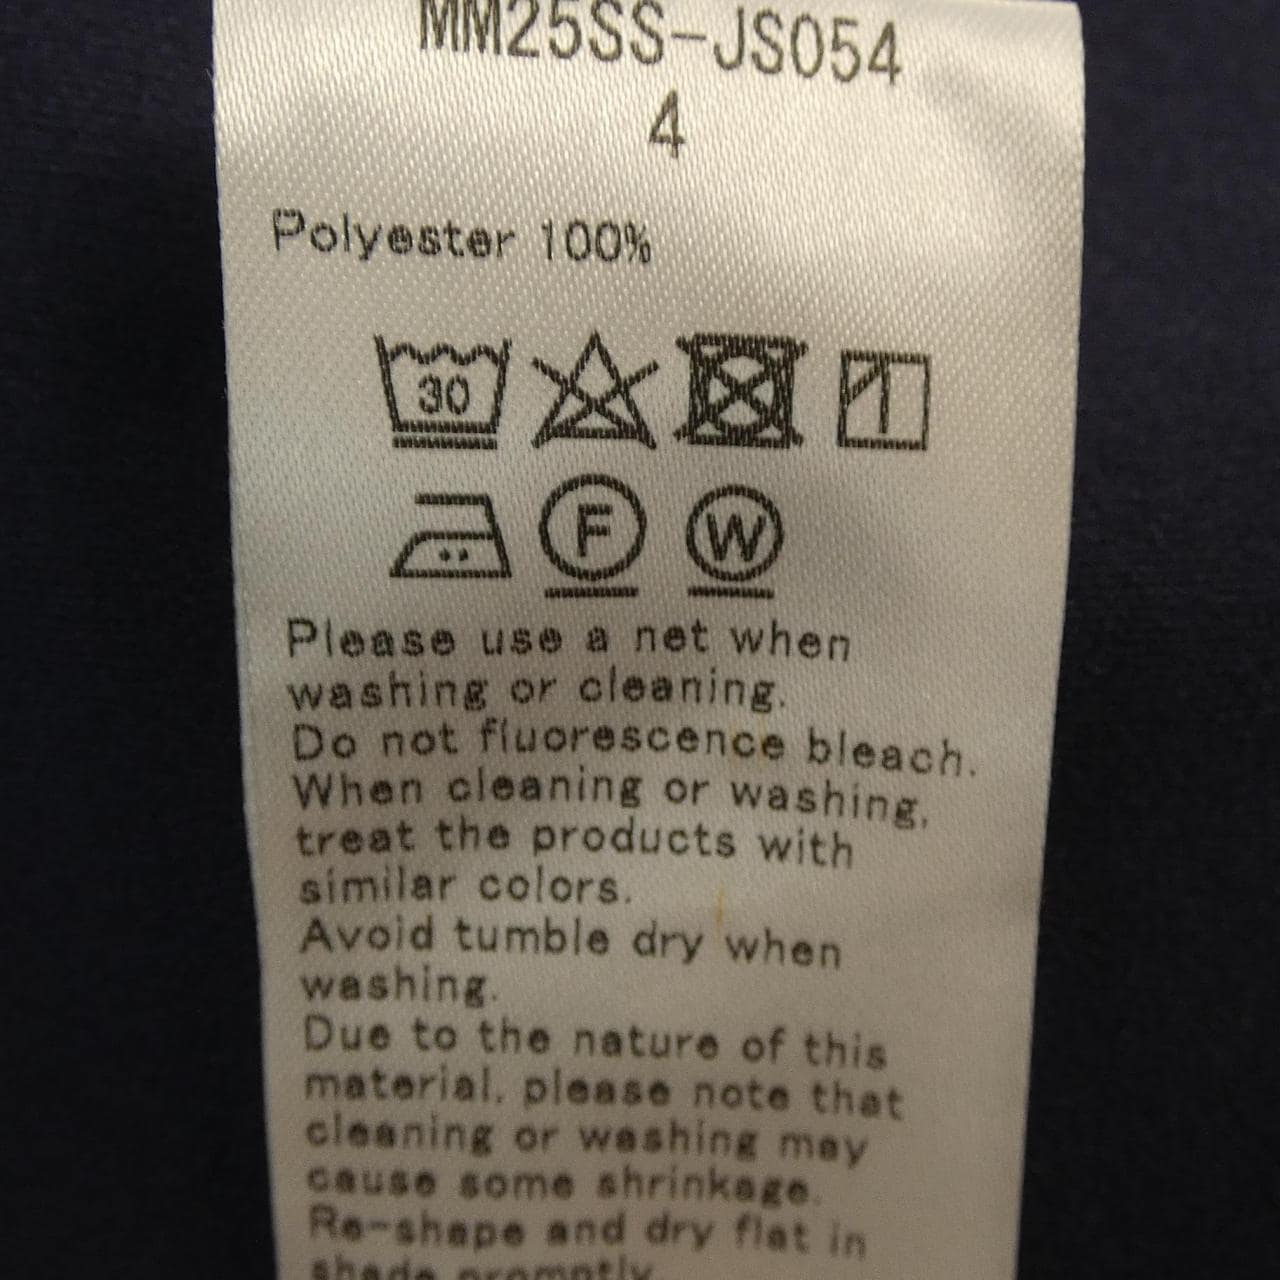 MM25SS-JS054
4
Polyester 100%
30
F W
Please use a net when
washing or cleaning.
Do not fluorescence bleach.
When cleaning or washing,
treat the products with
similar colors.
Avoid tumble dry when
washing.
Due to the nature of this
material, please note that
cleaning or washing may
cause some shrinkage.
Re-shape and dry flat in
shade promptly.